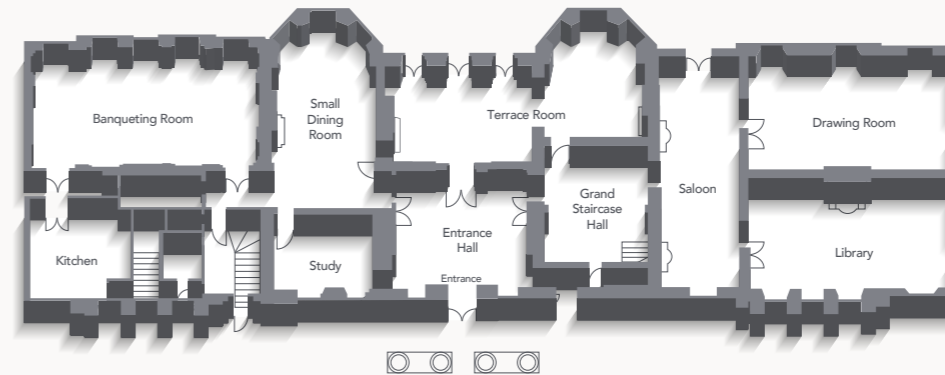 Banqueting Room
Small
Dining
Room
Terrace Room
Drawing Room
Saloon
Grand
Staircase
Hall
Entrance
Hall
Kitchen
Study
Library
Entrance